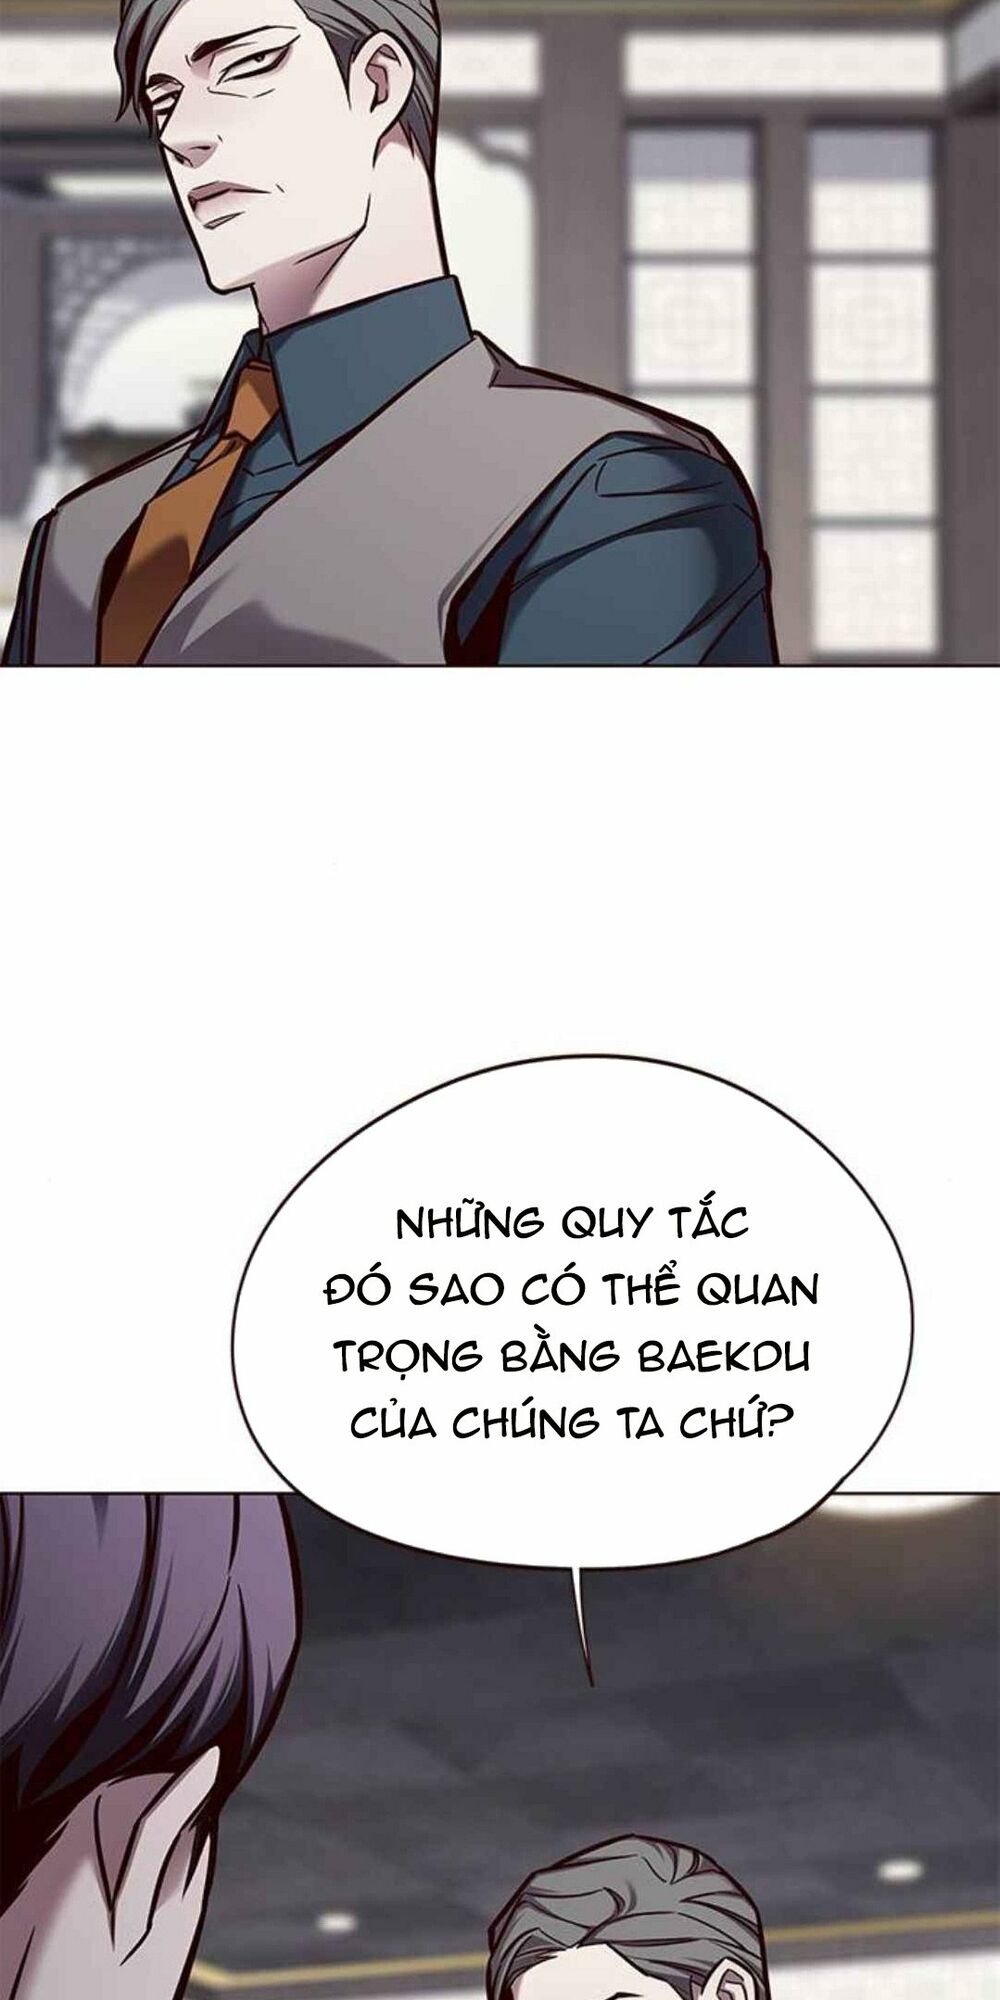 NHỮNG QUY TẮC
ĐÓ SAO CÓ THỂ QUAN
TRỌNG BẰNG BAEKDU
CỦA CHÚNG TA CHỨ?